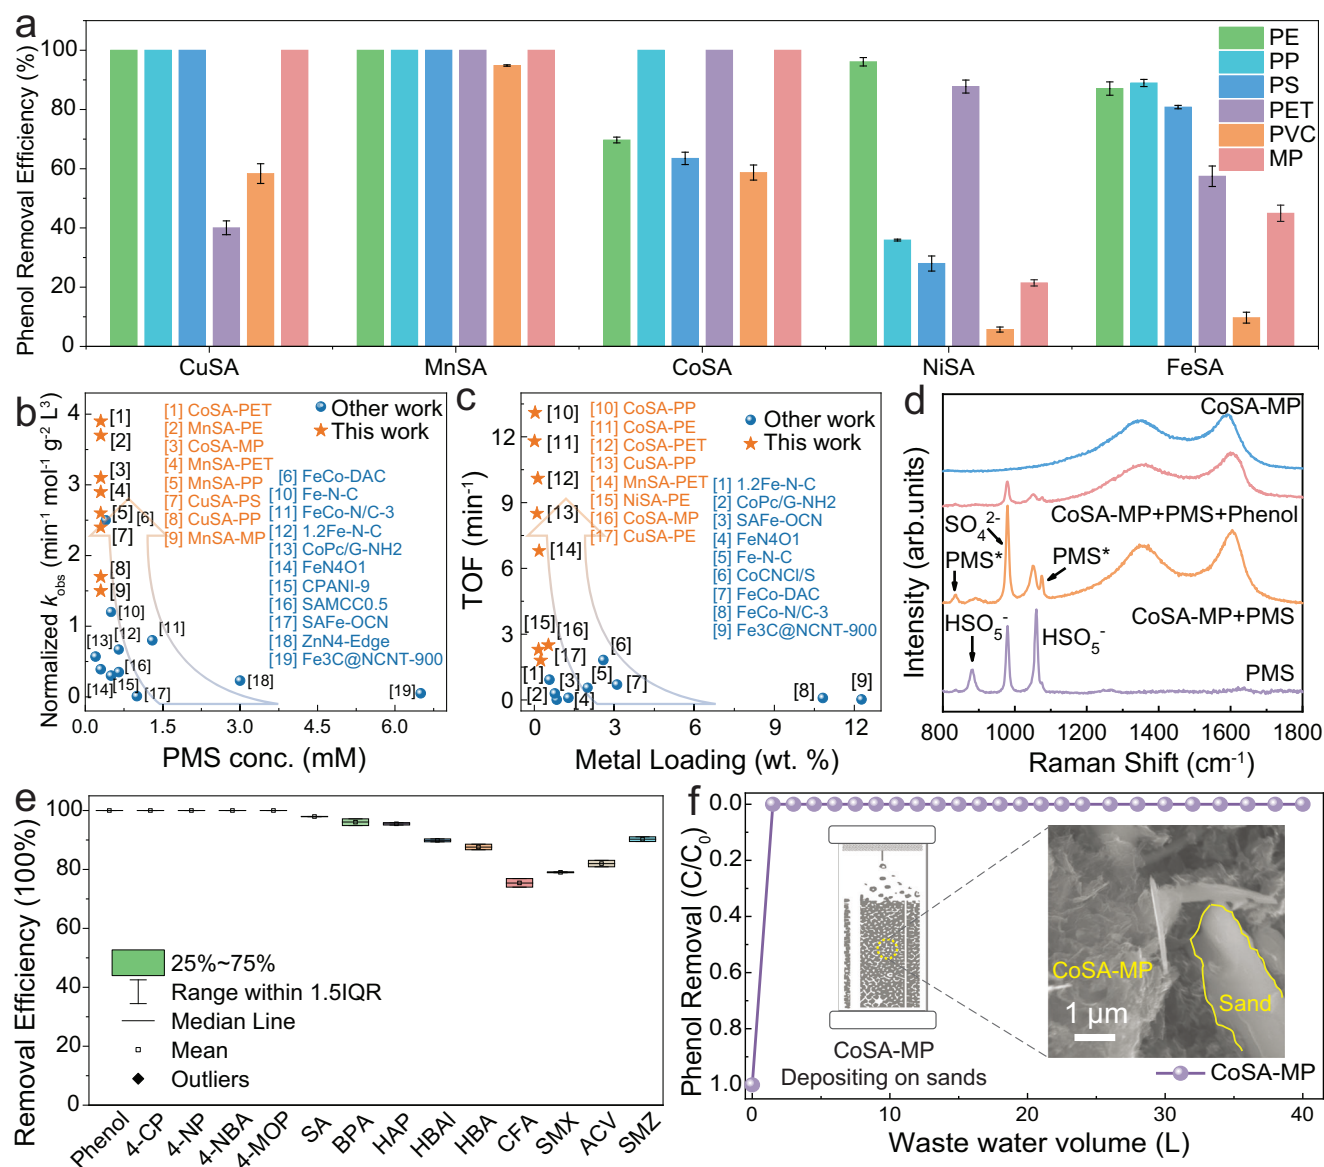 a
Phenol Removal Efficiency (%)
100
80
60
40
20
0
CuSA
MnSA
CoSA
NiSA
FeSA
PE
PP
PS
PET
PVC
MP
b
Normalized kobs (min⁻¹ mol⁻¹ g⁻² L³)
4
3
2
1
0
0.0
1.5
3.0
4.5
6.0
PMS conc. (mM)
Other work
This work
[1] CoSA-PET
[2] MnSA-PE
[3] CoSA-MP
[4] MnSA-PET
[5] MnSA-PP
[7] CuSA-PS
[8] CuSA-PP
[9] MnSA-MP
[6] FeCo-DAC
[10] Fe-N-C
[11] FeCo-N/C-3
[12] 1.2Fe-N-C
[13] CoPc/G-NH2
[14] FeN4O1
[15] CPANI-9
[16] SAMCC0.5
[17] SAFe-OCN
[18] ZnN4-Edge
[19] Fe3C@NCNT-900
[1]
[2]
[3]
[4]
[5]
[6]
[7]
[8]
[9]
[10]
[11]
[12]
[13]
[14]
[15]
[16]
[17]
[18]
[19]
c
TOF (min⁻¹)
12
9
6
3
0
0
3
6
9
12
Metal Loading (wt. %)
[10] CoSA-PP
[11] CoSA-PE
[12] CoSA-PET
[13] CuSA-PP
[14] MnSA-PET
[15] NiSA-PE
[16] CoSA-MP
[17] CuSA-PE
Other work
This work
[1] 1.2Fe-N-C
[2] CoPc/G-NH2
[3] SAFe-OCN
[4] FeN4O1
[5] Fe-N-C
[6] CoCNCl/S
[7] FeCo-DAC
[8] FeCo-N/C-3
[9] Fe3C@NCNT-900
[10]
[11]
[12]
[13]
[14]
[15]
[16]
[17]
[1]
[2]
[3]
[4]
[5]
[6]
[7]
[8]
[9]
d
Intensity (arb.units)
CoSA-MP
CoSA-MP+PMS+Phenol
SO₄²⁻
PMS*
PMS*
CoSA-MP+PMS
HSO₅⁻
HSO₅⁻
PMS
800
1000
1200
1400
1600
1800
Raman Shift (cm⁻¹)
e
Removal Efficiency (100%)
100
80
60
40
20
0
25%~75%
Range within 1.5IQR
Median Line
Mean
Outliers
Phenol
4-CP
4-NP
4-NBA
4-MOP
SA
BPA
HAP
HBAI
HBA
CFA
SMX
ACV
SMZ
f
Phenol Removal (C/C₀)
0.0
0.2
0.4
0.6
0.8
1.0
0
10
20
30
40
Waste water volume (L)
CoSA-MP
Depositing on sands
CoSA-MP
Sand
1 µm
CoSA-MP